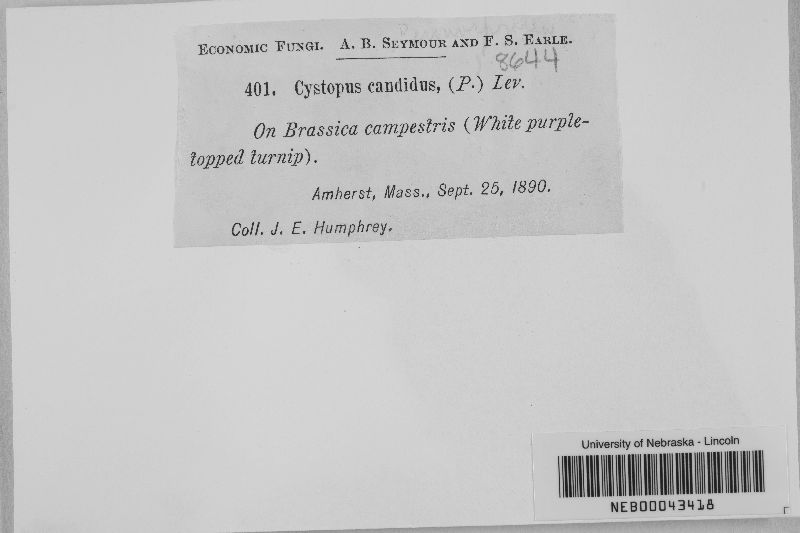 Economic Fungi. A. B. Seymour and F. S. Earle.
8644
401. Cystopus candidus, (P.) Lev.
On Brassica campestris (White purple-
topped turnip).
Amherst, Mass., Sept. 25, 1890.
Coll. J. E. Humphrey.
University of Nebraska - Lincoln
NEB00043418